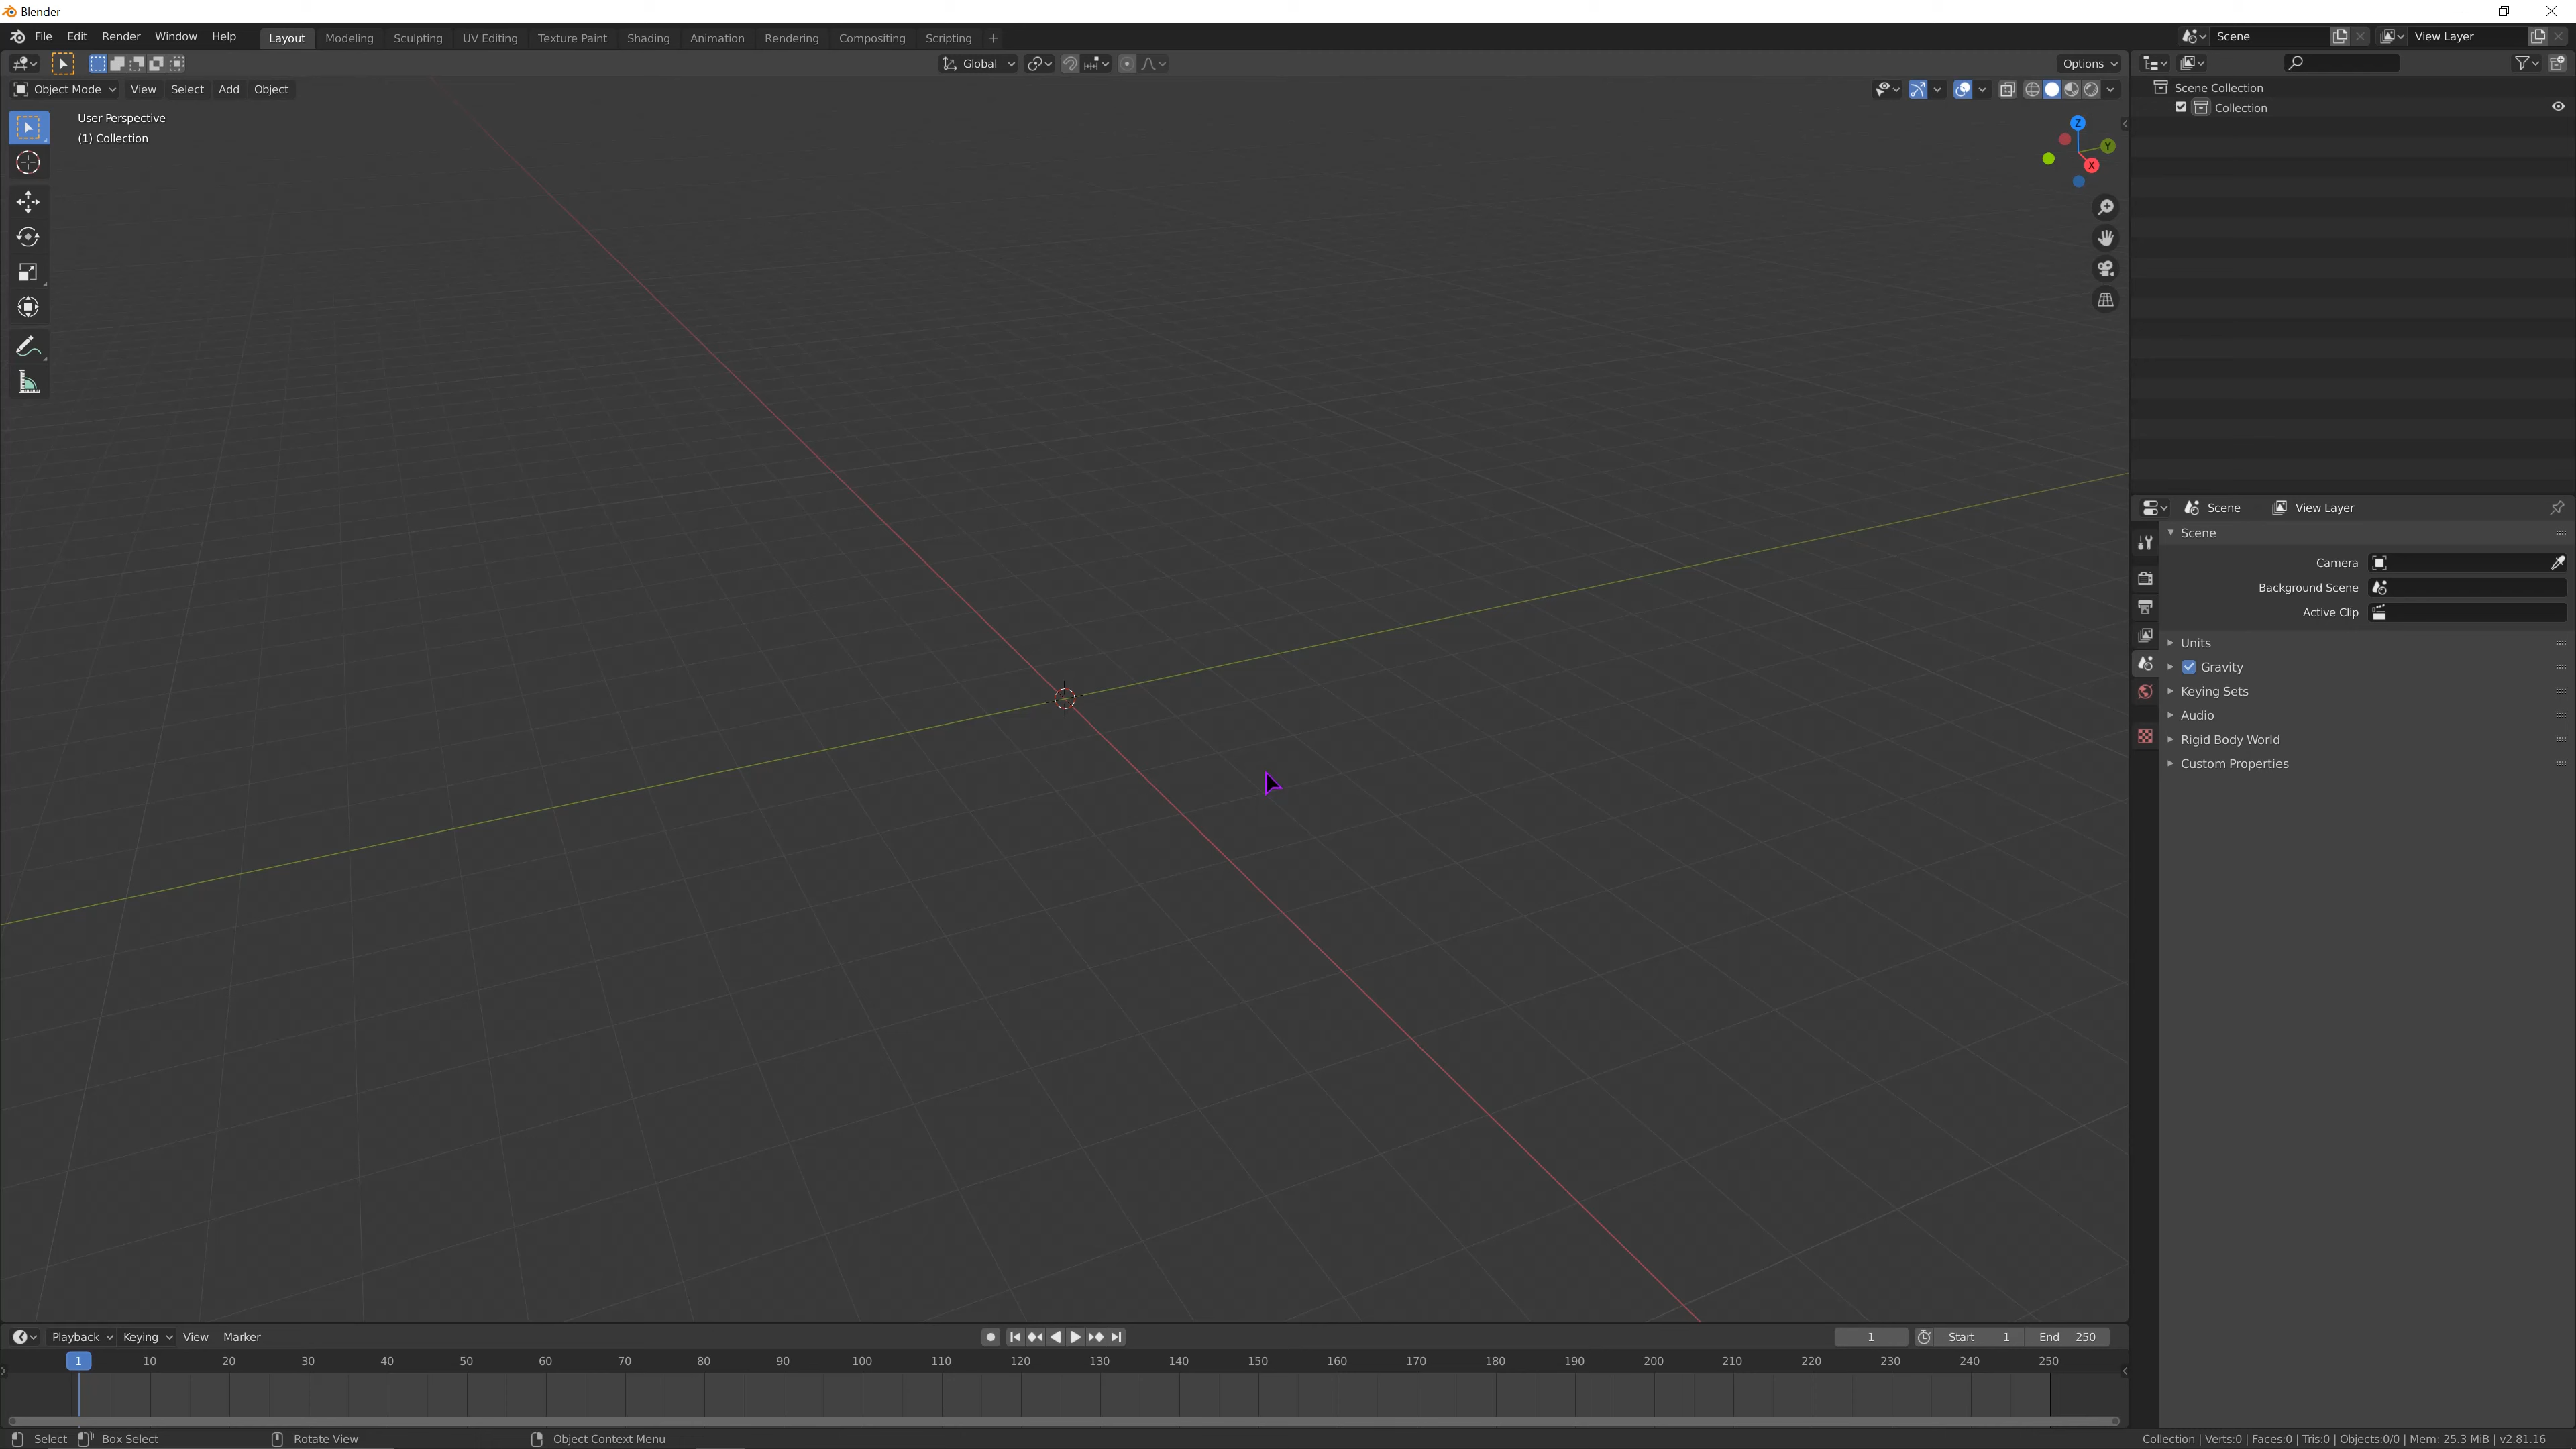 Blender
File Edit Render Window Help Layout Modeling Sculpting UV Editing Texture Paint Shading Animation Rendering Compositing Scripting + Scene View Layer
Global Options
Object Mode View Select Add Object
User Perspective
(1) Collection
Z
Y
X
Scene Collection
Collection
Scene View Layer
Scene
Camera
Background Scene
Active Clip
Units
Gravity
Keying Sets
Audio
Rigid Body World
Custom Properties
Playback Keying View Marker 1 Start 1 End 250
1 10 20 30 40 50 60 70 80 90 100 110 120 130 140 150 160 170 180 190 200 210 220 230 240 250
Select Box Select Rotate View Object Context Menu Collection | Verts:0 | Faces:0 | Tris:0 | Objects:0/0 | Mem: 25.3 MiB | v2.81.16